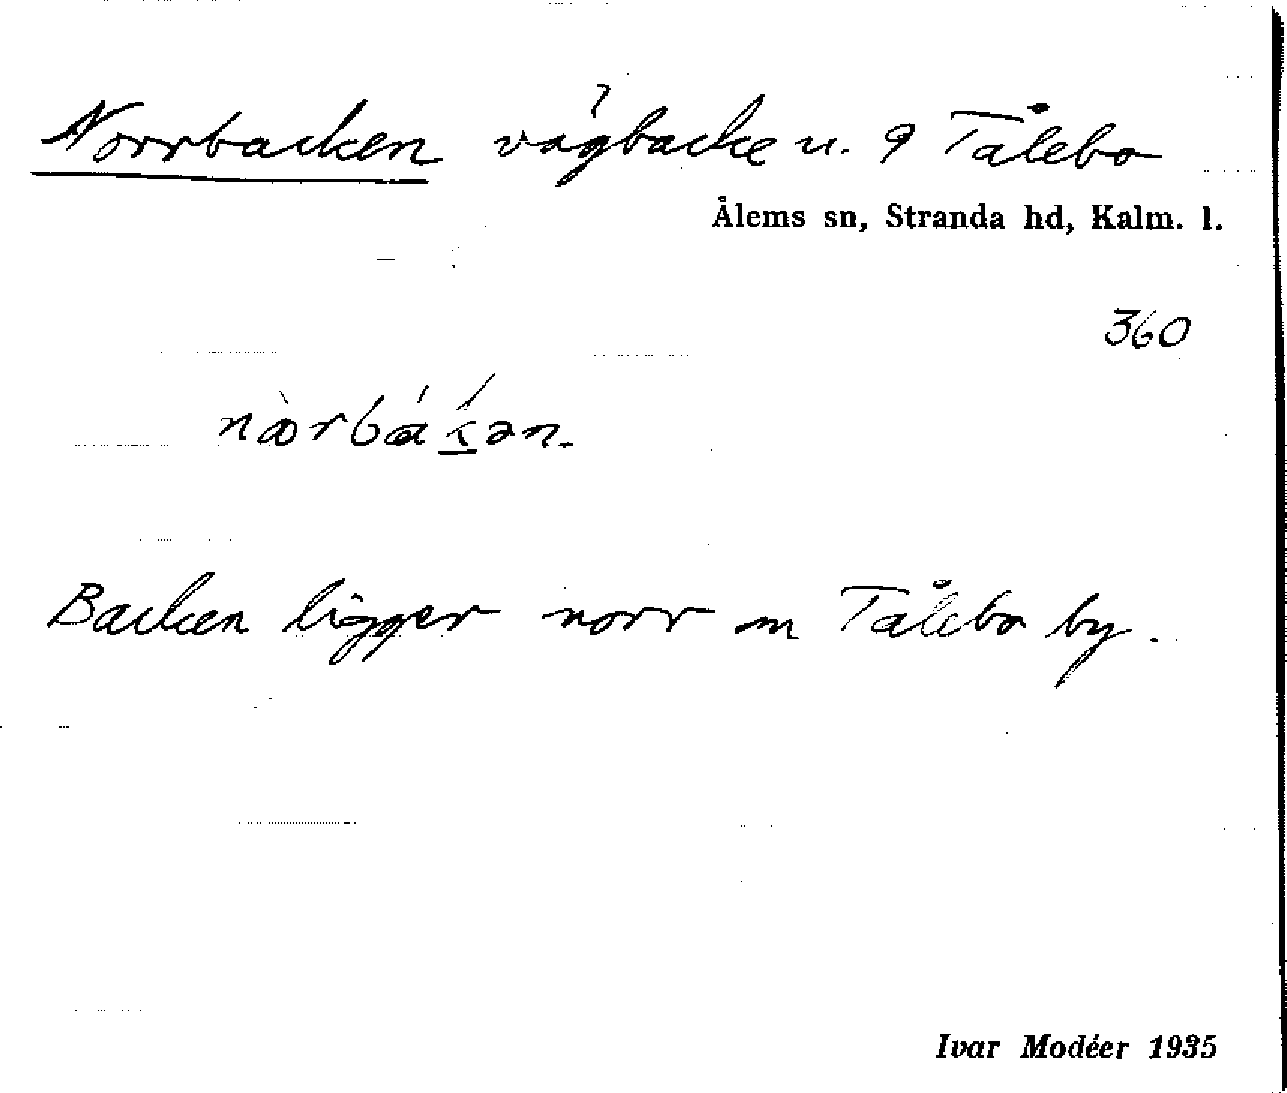 Norrbacken vägbacke u. 9 Tålebo
Ålems sn, Stranda hd, Kalm. l.
360
Backen ligger norr om Tålebo by.
Ivar Modéer 1935